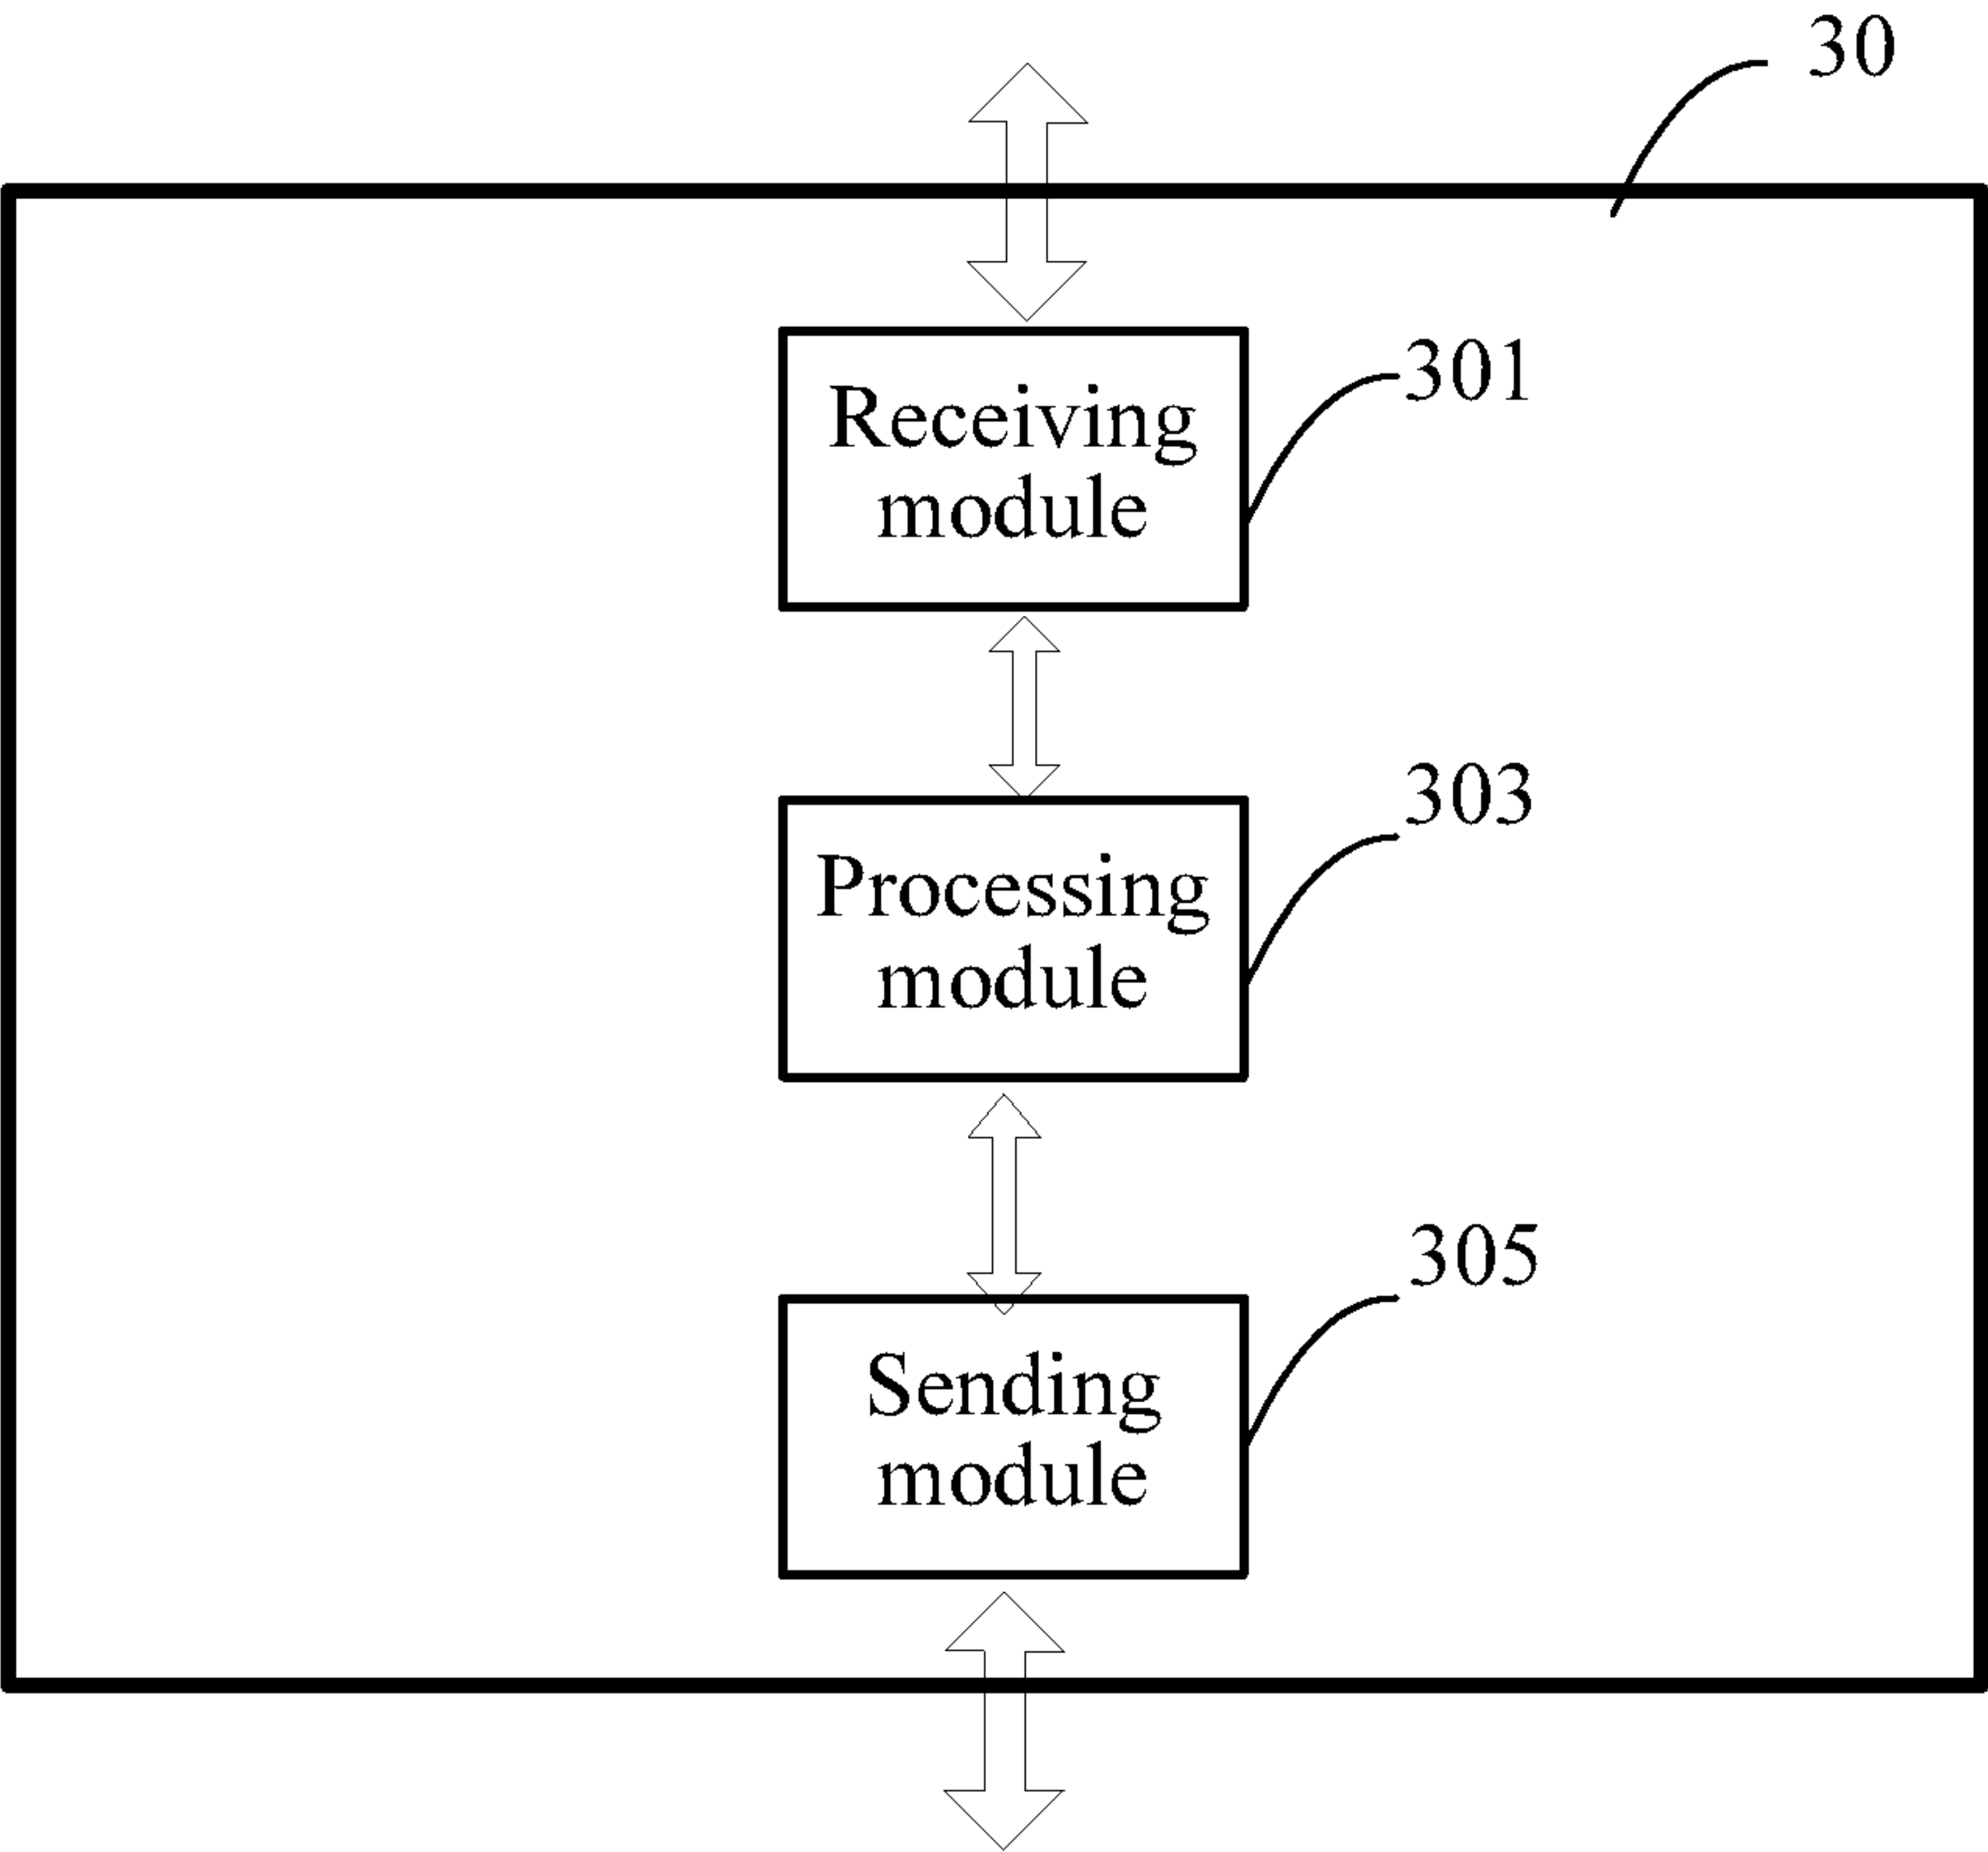 30
Receiving
module
301
Processing
module
303
Sending
module
305